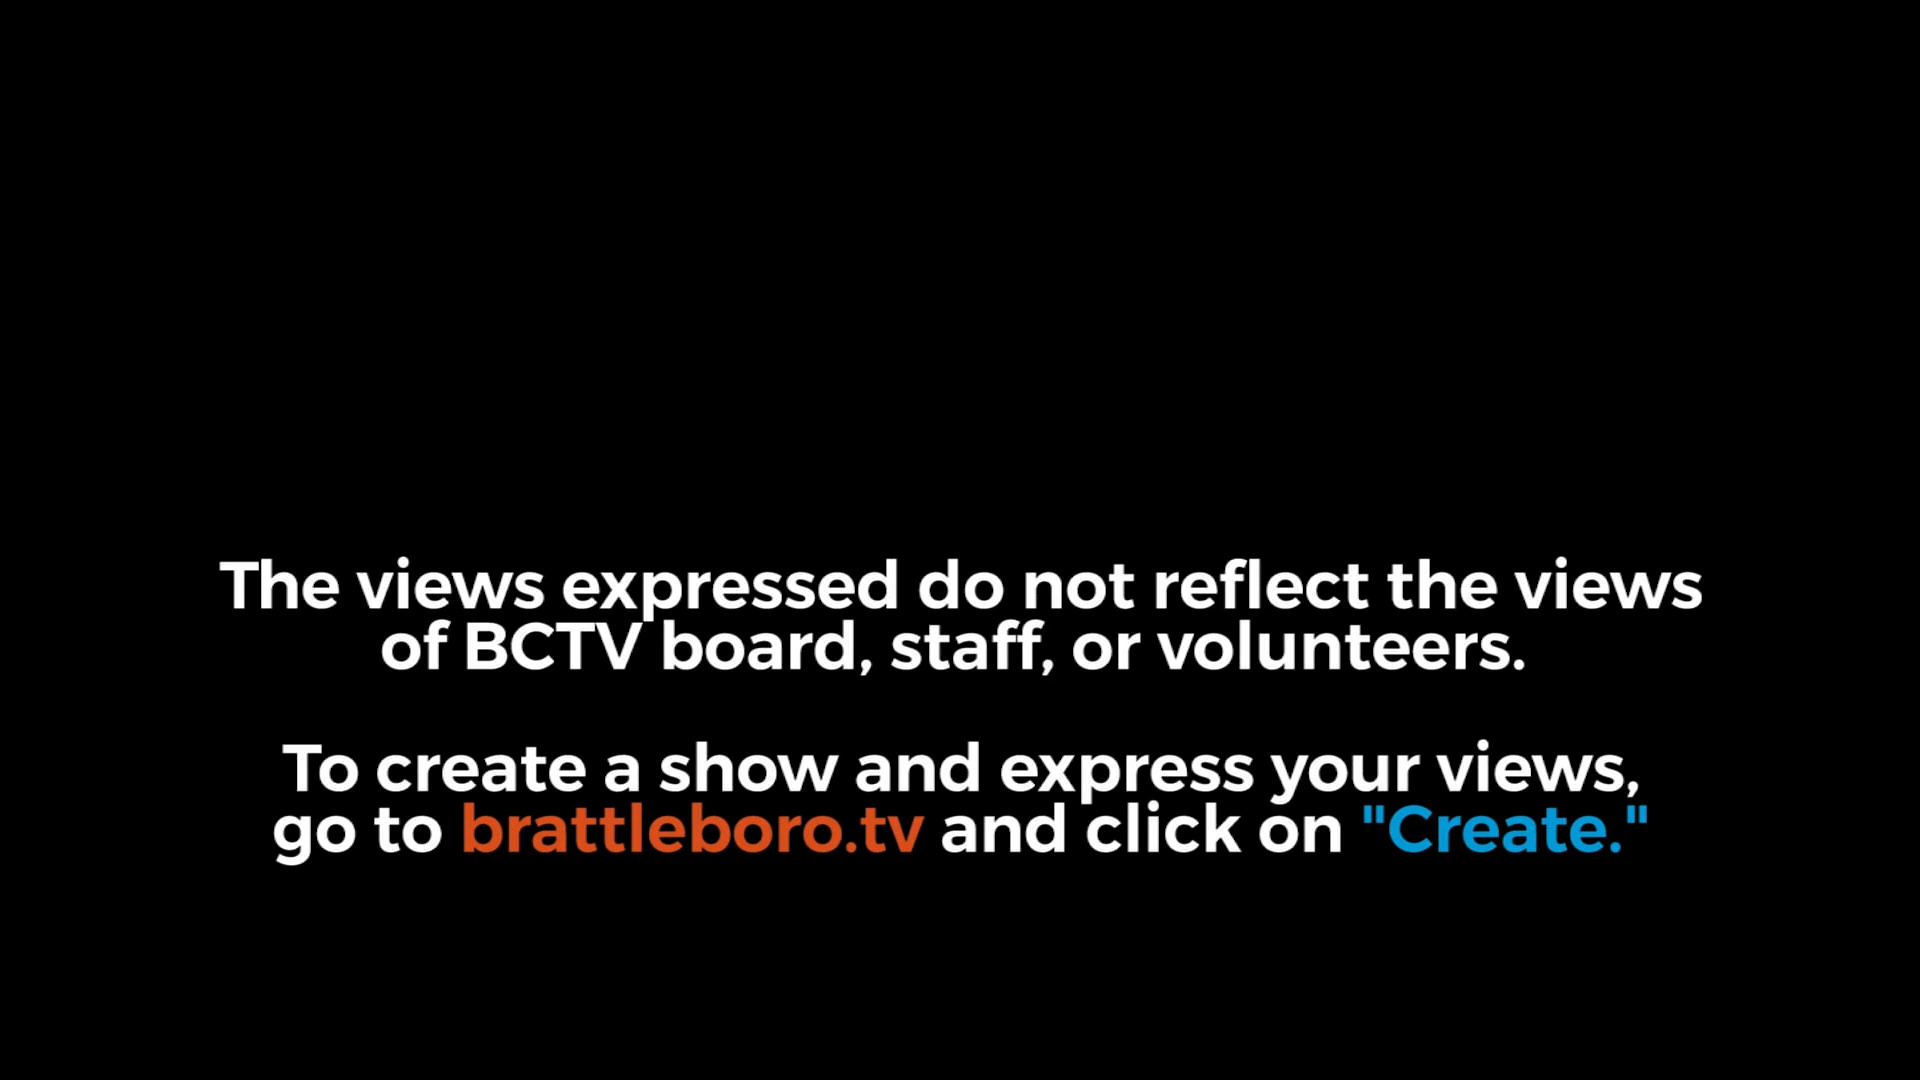 The views expressed do not reflect the views
of BCTV board, staff, or volunteers.
To create a show and express your views,
go to brattleboro.tv and click on "Create."